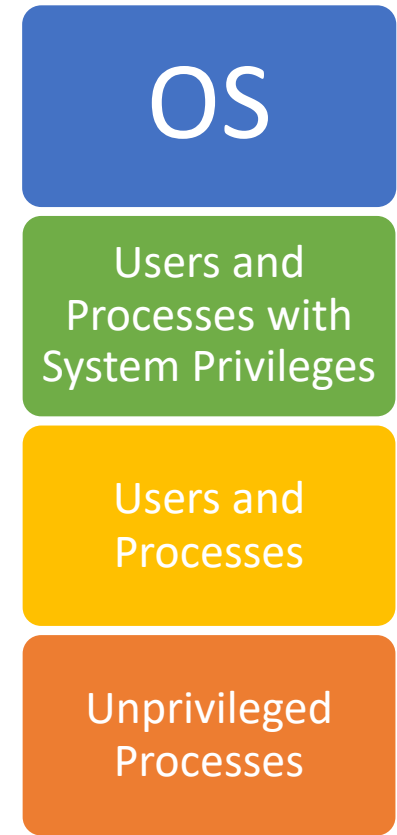 OS
Users and
Processes with
System Privileges
Users and
Processes
Unprivileged
Processes